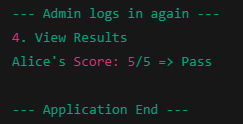 --- Admin logs in again ---
4. View Results
Alice's Score: 5/5 => Pass
--- Application End ---